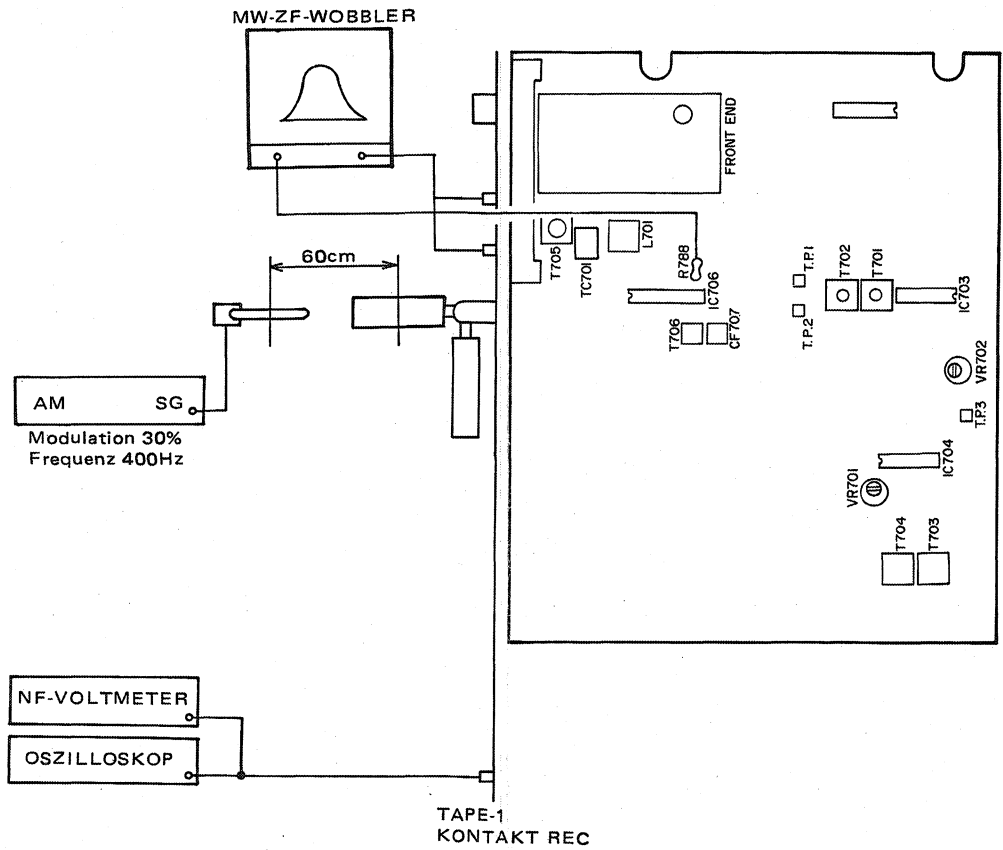 MW-ZF-WOBBLER
FRONT END
T705
TC701
L701
R788
IC706
T706
CF707
T.P.1
T.P.2
T702
T701
IC703
VR702
T.P.3
IC704
VR701
T704
T703
60cm
AM SG
Modulation 30%
Frequenz 400Hz
NF-VOLTMETER
OSZILLOSKOP
TAPE-1
KONTAKT REC